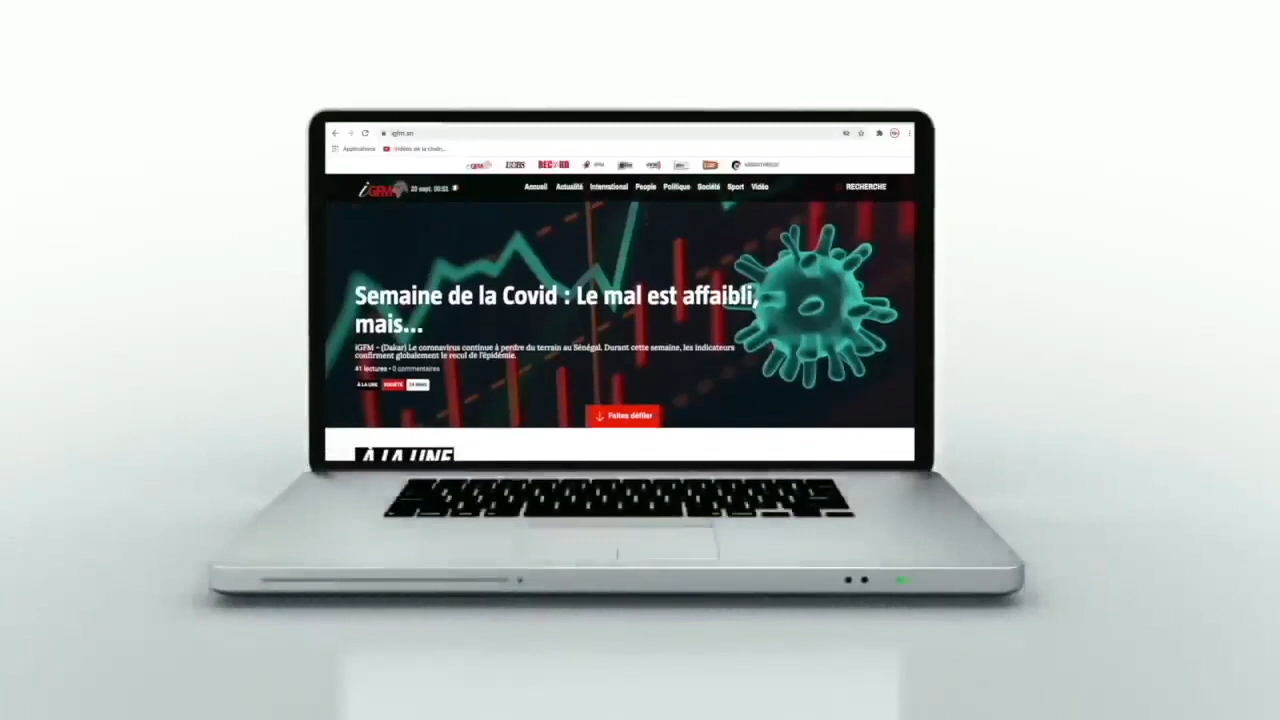 igfm.sn
Applications
Vidéos de la chaîn...
iGFM
RECORD
iGFM 20 sept. 00:51
Accueil Actualité International People Politique Société Sport Vidéo
RECHERCHE
Semaine de la Covid : Le mal est affaibli,
mais...
iGFM - (Dakar) Le coronavirus continue à perdre du terrain au Sénégal. Durant cette semaine, les indicateurs
confirment globalement le recul de l'épidémie.
41 lectures • 0 commentaires
À LA UNE SOCIÉTÉ
Faites défiler
À LA UNE